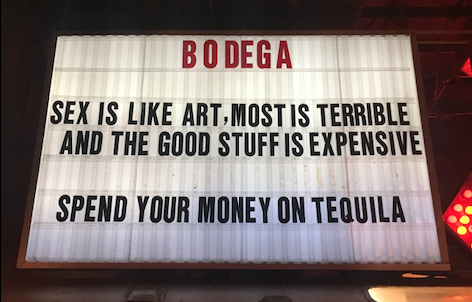 BODEGA
SEX IS LIKE ART, MOST IS TERRIBLE
AND THE GOOD STUFF IS EXPENSIVE
SPEND YOUR MONEY ON TEQUILA